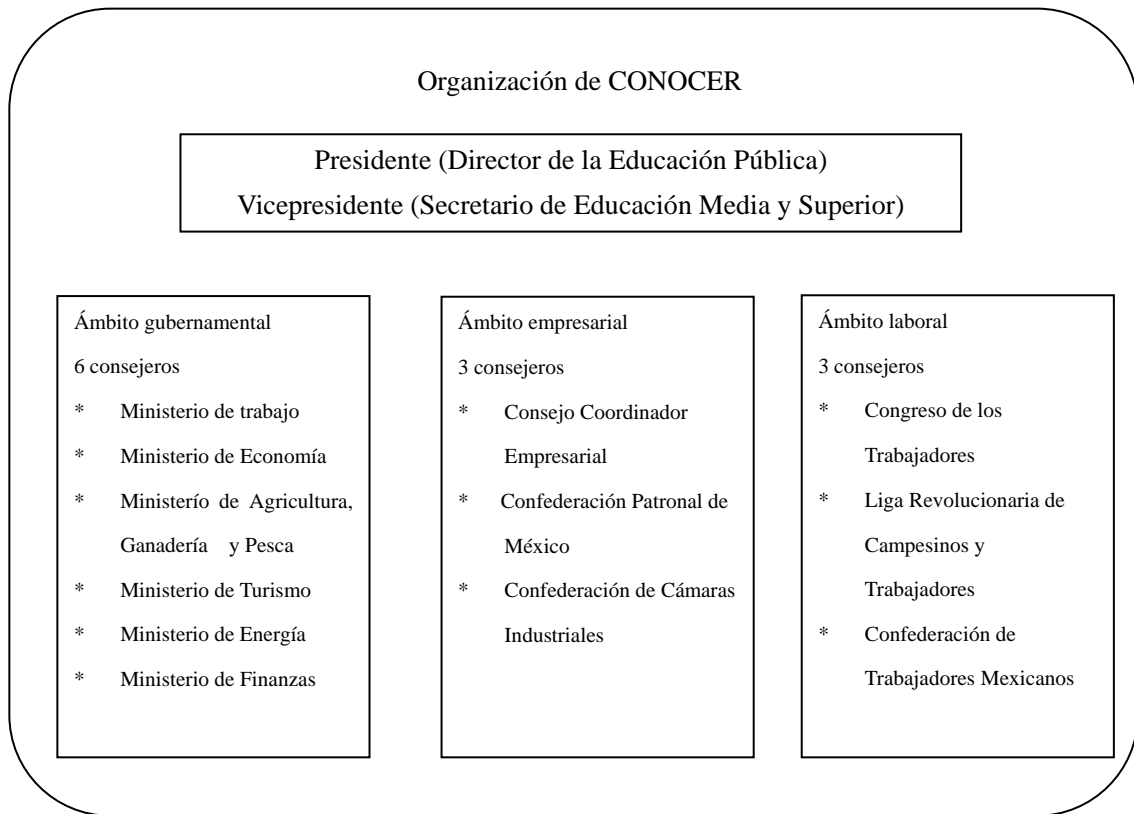 Organización de CONOCER
Presidente (Director de la Educación Pública)
Vicepresidente (Secretario de Educación Media y Superior)
Ámbito gubernamental
6 consejeros
* Ministerio de trabajo
* Ministerio de Economía
* Ministerío de Agricultura,
Ganadería y Pesca
* Ministerio de Turismo
* Ministerio de Energía
* Ministerio de Finanzas
Ámbito empresarial
3 consejeros
* Consejo Coordinador
Empresarial
* Confederación Patronal de
México
* Confederación de Cámaras
Industriales
Ámbito laboral
3 consejeros
* Congreso de los
Trabajadores
* Liga Revolucionaria de
Campesinos y
Trabajadores
* Confederación de
Trabajadores Mexicanos